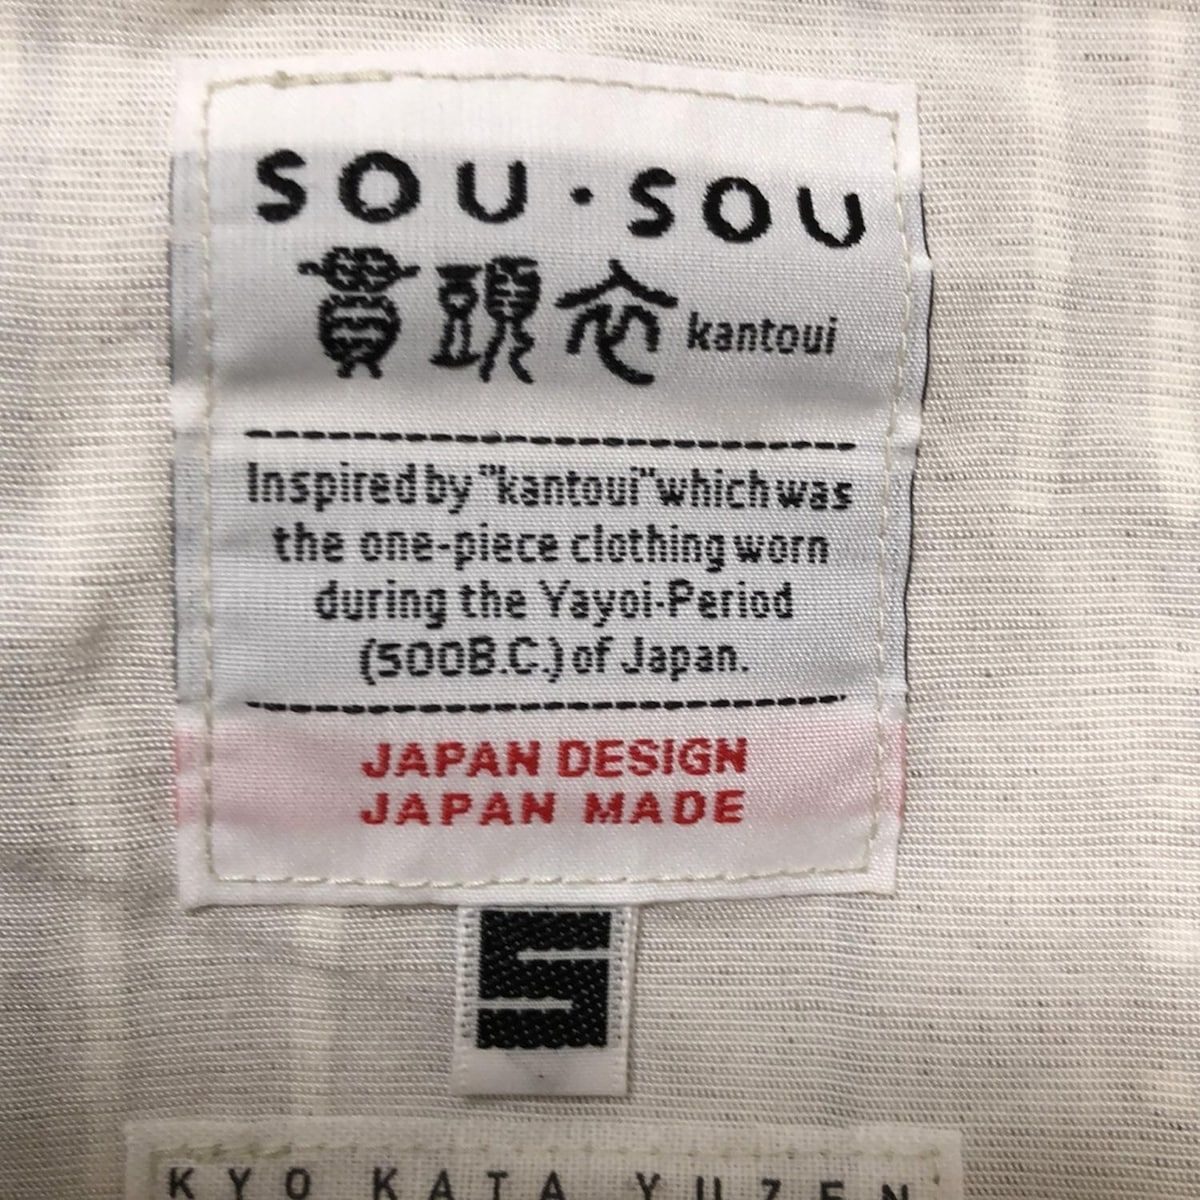 SOU・SOU
貫頭衣 kantoui
Inspired by "kantoui" which was
the one-piece clothing worn
during the Yayoi-Period
(500B.C.) of Japan.
JAPAN DESIGN
JAPAN MADE
S
KYO KATA YUZEN